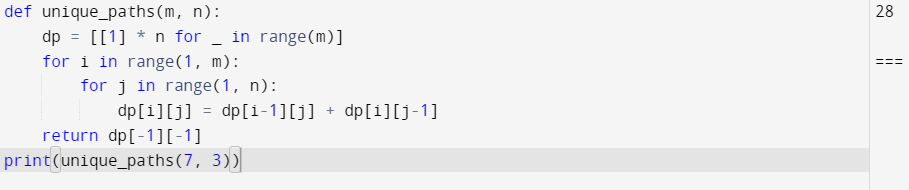 def unique_paths(m, n):
    dp = [[1] * n for _ in range(m)]
    for i in range(1, m):
        for j in range(1, n):
            dp[i][j] = dp[i-1][j] + dp[i][j-1]
    return dp[-1][-1]
print(unique_paths(7, 3))
28
===